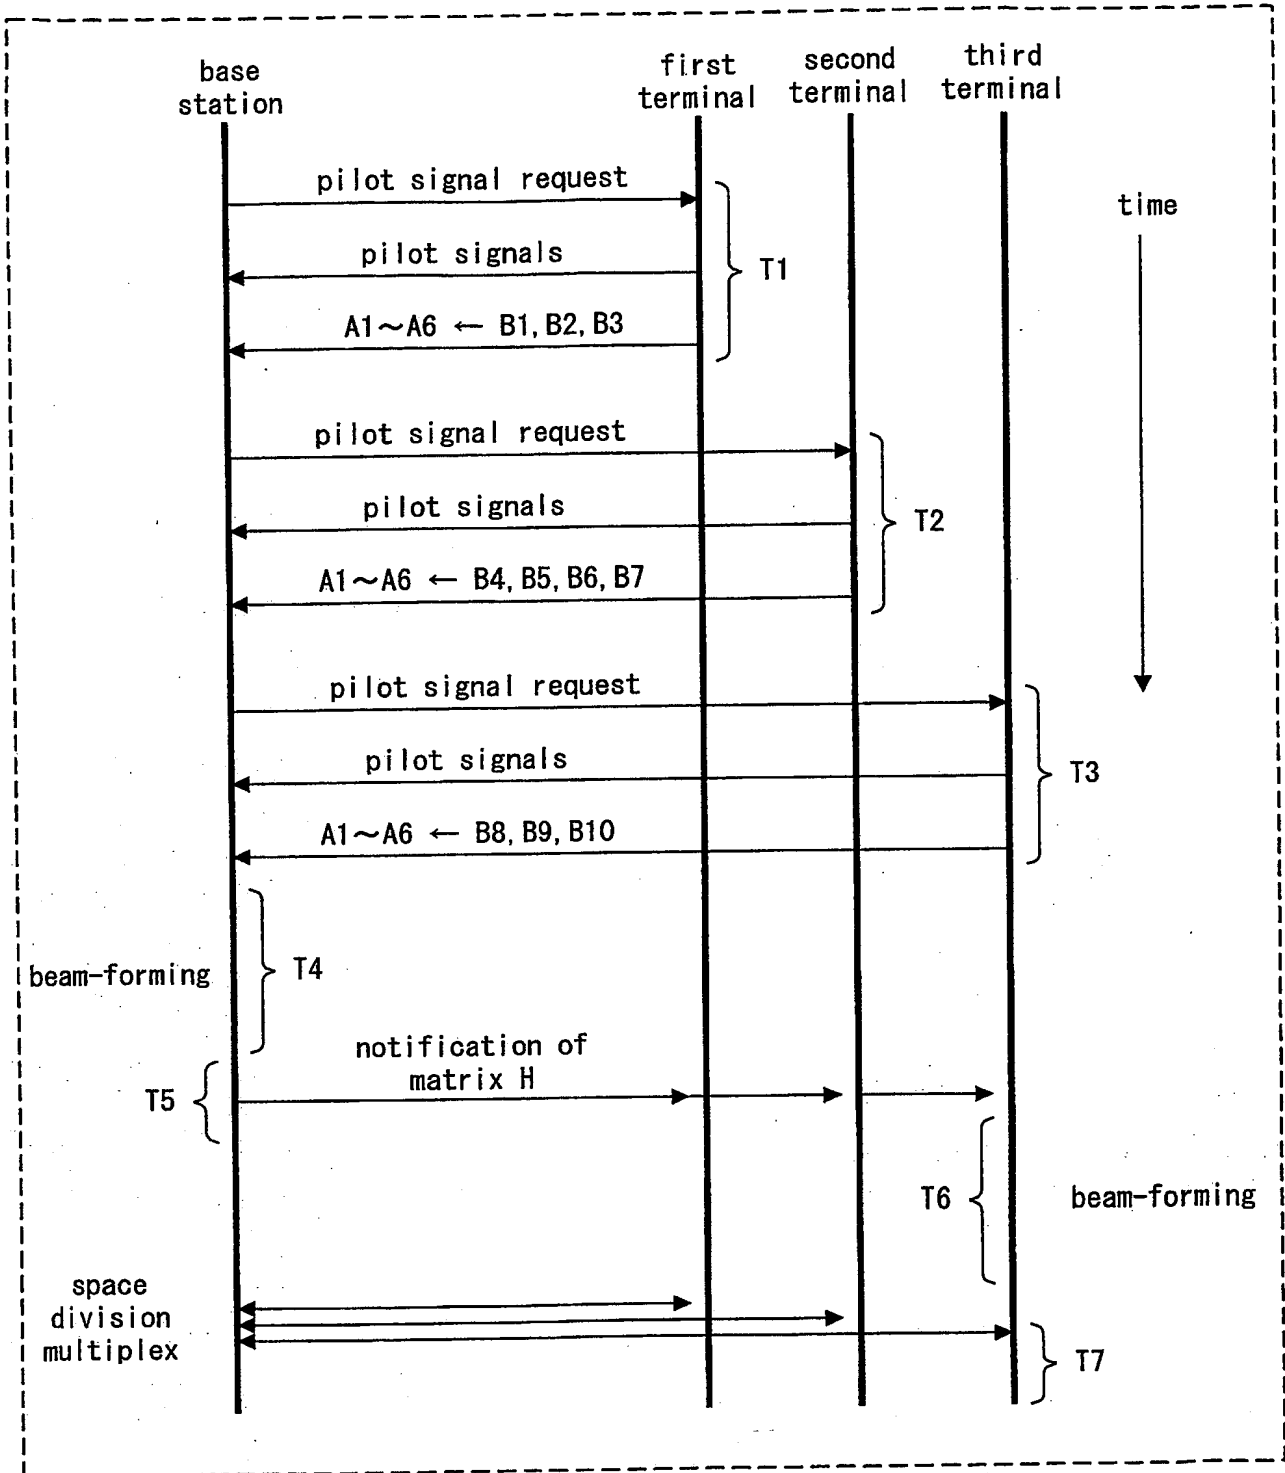 base
station
first
terminal
second
terminal
third
terminal
pilot signal request
time
pilot signals
T1
A1~A6 ← B1, B2, B3
pilot signal request
pilot signals
T2
A1~A6 ← B4, B5, B6, B7
pilot signal request
pilot signals
T3
A1~A6 ← B8, B9, B10
beam-forming
T4
notification of
matrix H
T5
T6
beam-forming
space
division
multiplex
T7